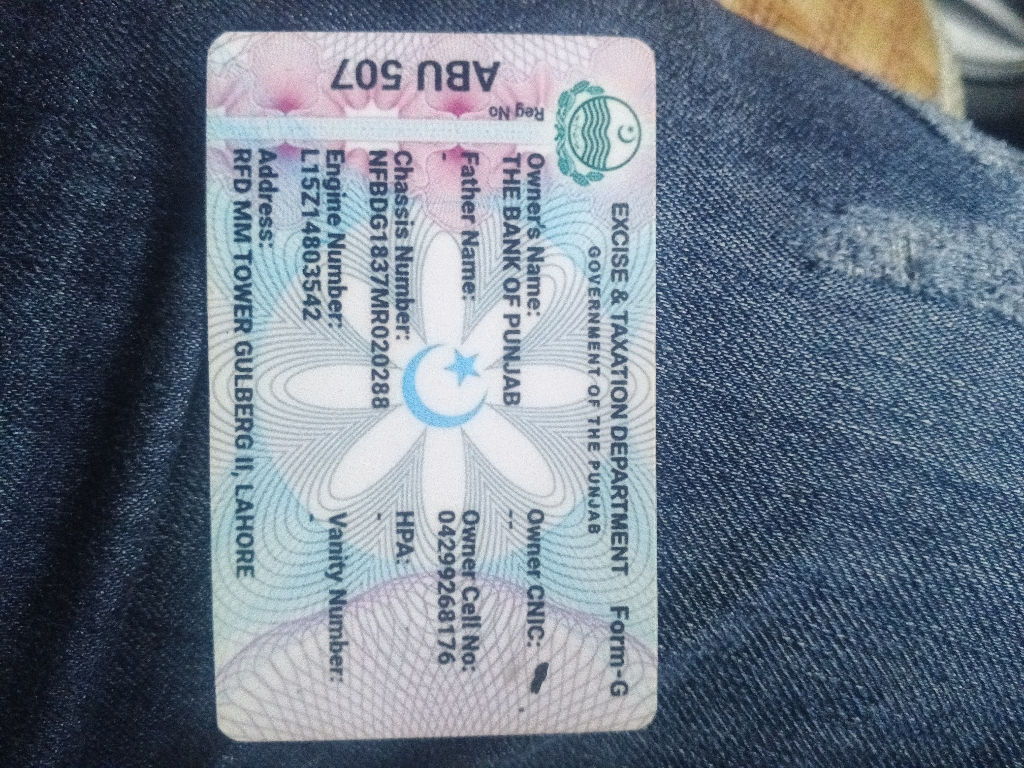 EXCISE & TAXATION DEPARTMENT Form-G
GOVERNMENT OF THE PUNJAB
Reg No
ABU 507
Owner's Name:
THE BANK OF PUNJAB
Owner CNIC:
--
Father Name:
-
Owner Cell No:
04299268176
Chassis Number:
NFBDG1837MR020288
HPA:
-
Engine Number:
L15Z14803542
Vanity Number:
-
Address:
RFD MM TOWER GULBERG II, LAHORE